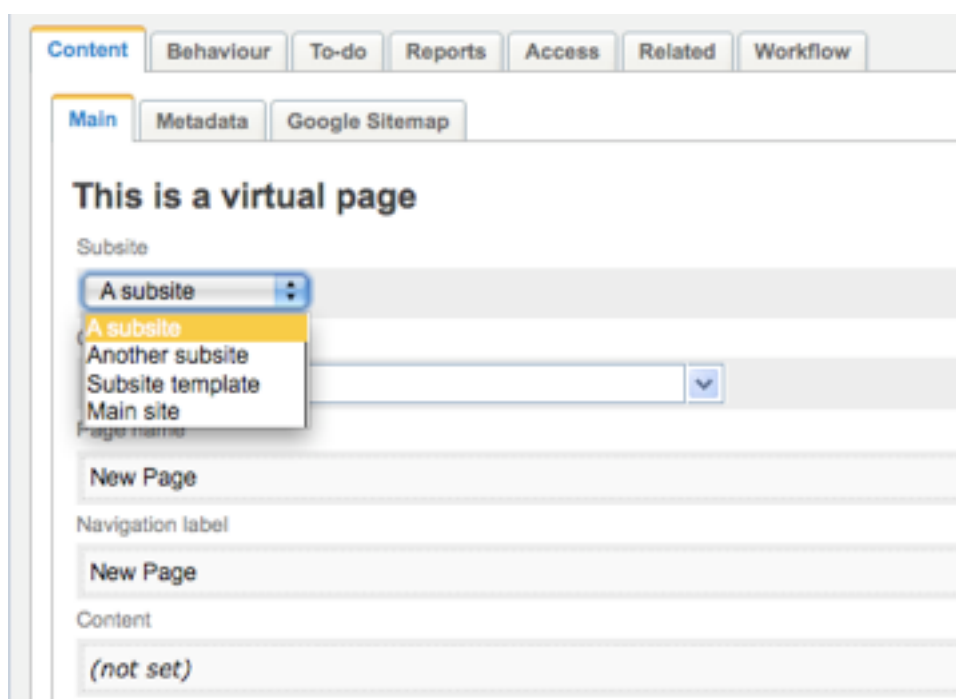 Content Behaviour To-do Reports Access Related Workflow
Main Metadata Google Sitemap
This is a virtual page
Subsite
A subsite
A subsite
Another subsite
Subsite template
Main site
Page name
New Page
Navigation label
New Page
Content
(not set)